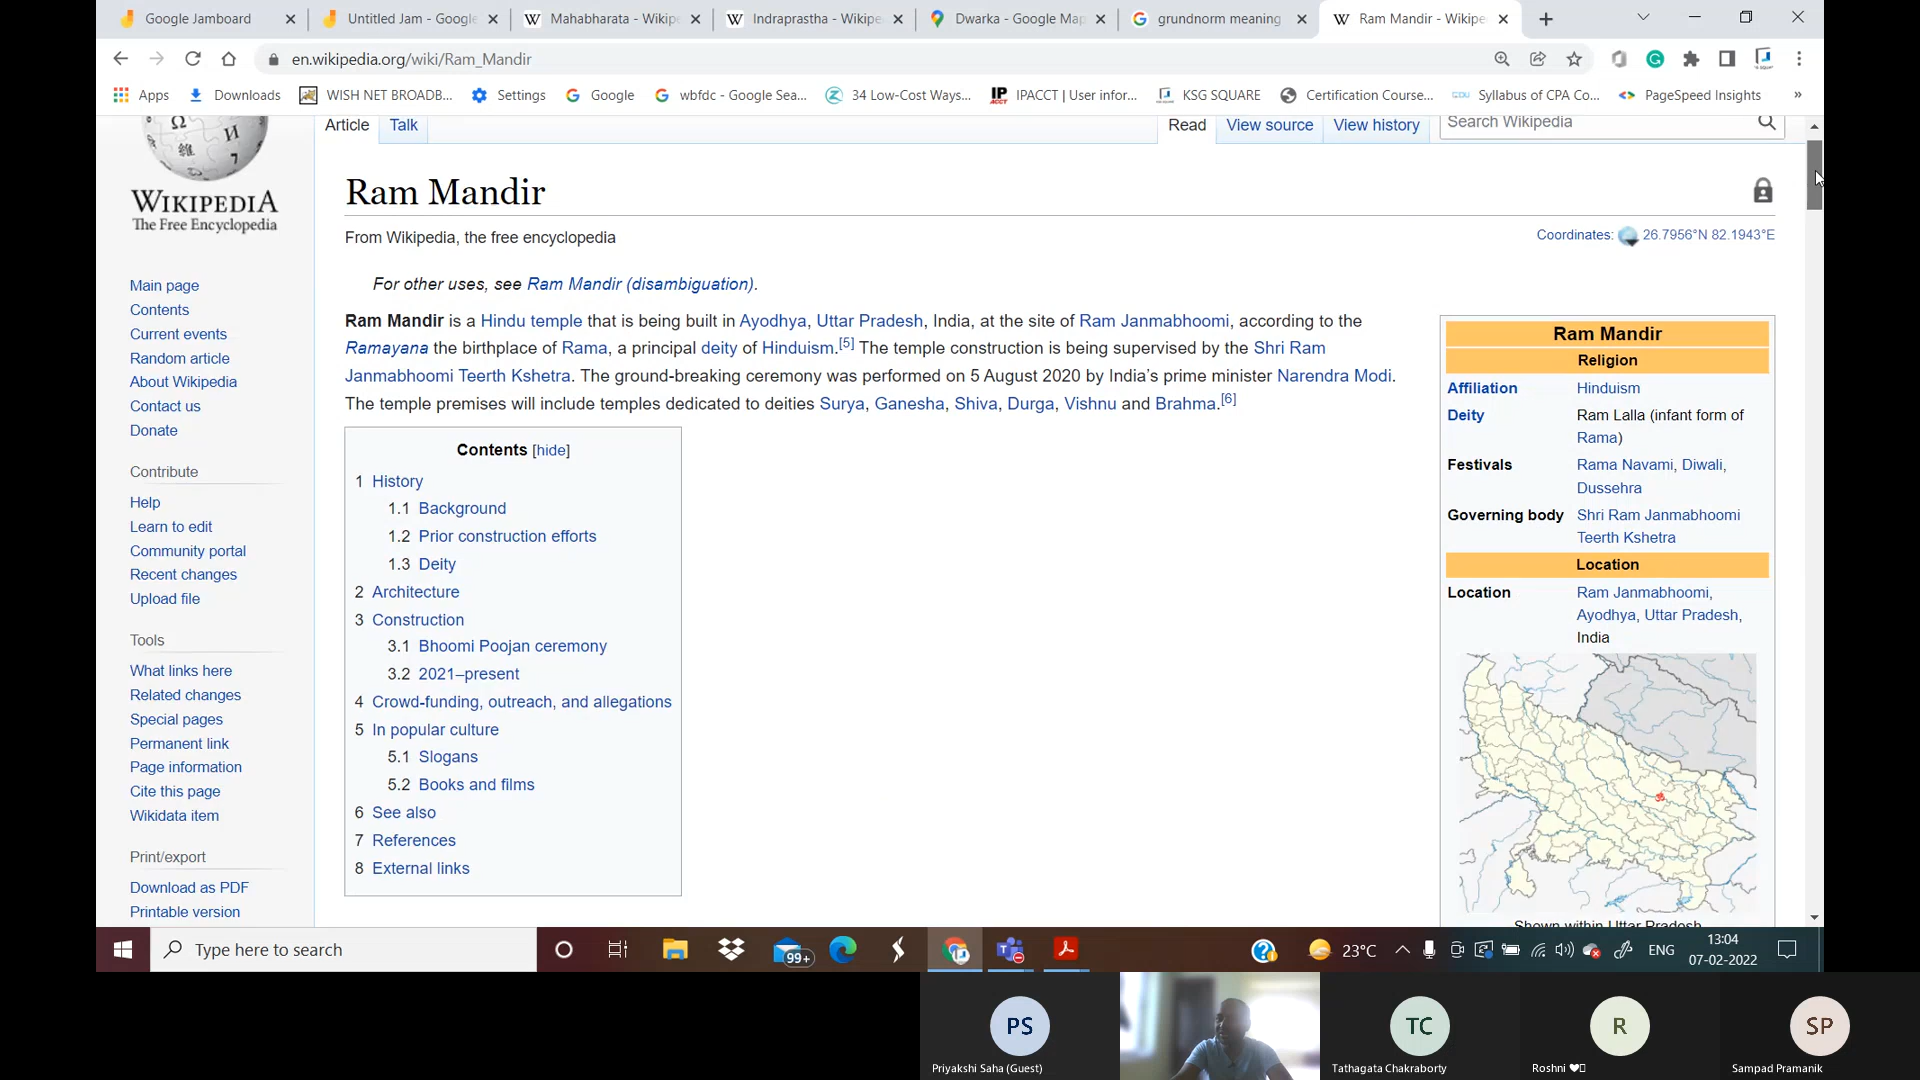 Google Jamboard
Untitled Jam - Google
Mahabharata - Wikipe
Indraprastha - Wikipe
Dwarka - Google Map
grundnorm meaning
Ram Mandir - Wikipe
en.wikipedia.org/wiki/Ram_Mandir
Apps
Downloads
WISH NET BROADB...
Settings
Google
wbfdc - Google Sea...
34 Low-Cost Ways...
IPACCT | User infor...
KSG SQUARE
Certification Course...
Syllabus of CPA Co...
PageSpeed Insights
»
Article
Talk
Read
View source
View history
Search Wikipedia
WIKIPEDIA
The Free Encyclopedia
Main page
Contents
Current events
Random article
About Wikipedia
Contact us
Donate
Contribute
Help
Learn to edit
Community portal
Recent changes
Upload file
Tools
What links here
Related changes
Special pages
Permanent link
Page information
Cite this page
Wikidata item
Print/export
Download as PDF
Printable version
Ram Mandir
From Wikipedia, the free encyclopedia
Coordinates: 26.7956°N 82.1943°E
For other uses, see Ram Mandir (disambiguation).
Ram Mandir is a Hindu temple that is being built in Ayodhya, Uttar Pradesh, India, at the site of Ram Janmabhoomi, according to the
Ramayana the birthplace of Rama, a principal deity of Hinduism.[5] The temple construction is being supervised by the Shri Ram
Janmabhoomi Teerth Kshetra. The ground-breaking ceremony was performed on 5 August 2020 by India's prime minister Narendra Modi.
The temple premises will include temples dedicated to deities Surya, Ganesha, Shiva, Durga, Vishnu and Brahma.[6]
Contents [hide]
1 History
1.1 Background
1.2 Prior construction efforts
1.3 Deity
2 Architecture
3 Construction
3.1 Bhoomi Poojan ceremony
3.2 2021–present
4 Crowd-funding, outreach, and allegations
5 In popular culture
5.1 Slogans
5.2 Books and films
6 See also
7 References
8 External links
Ram Mandir
Religion
Affiliation Hinduism
Deity Ram Lalla (infant form of
Rama)
Festivals Rama Navami, Diwali,
Dussehra
Governing body Shri Ram Janmabhoomi
Teerth Kshetra
Location
Location Ram Janmabhoomi,
Ayodhya, Uttar Pradesh,
India
Shown within Uttar Pradesh
Type here to search
99+
23°C
ENG
13:04
07-02-2022
PS
TC
R
SP
Priyakshi Saha (Guest)
Tathagata Chakraborty
Roshni ❤
Sampad Pramanik